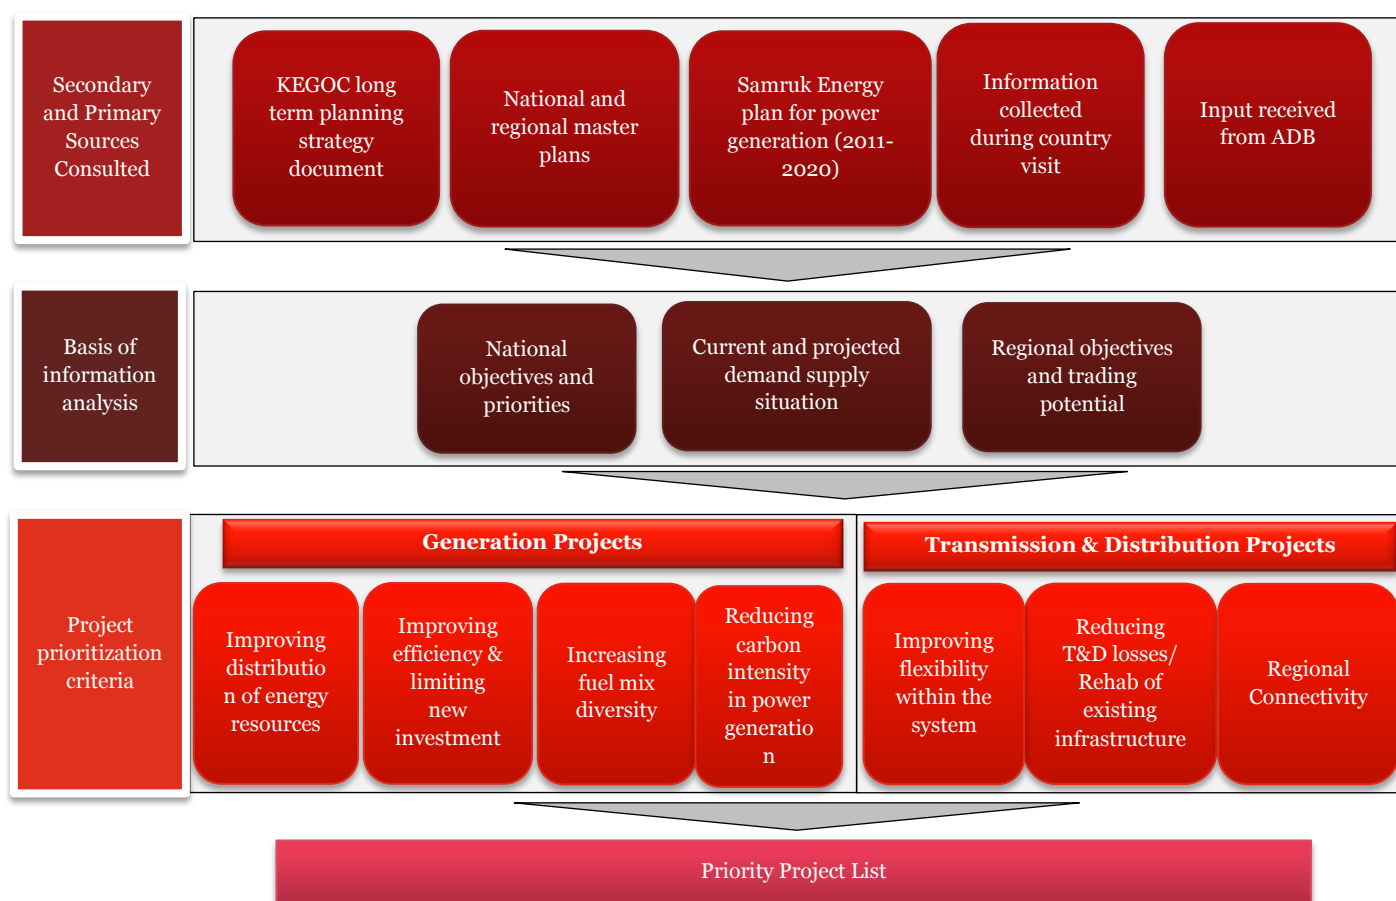 Secondary
and Primary
Sources
Consulted
KEGOC long
term planning
strategy
document
National and
regional master
plans
Samruk Energy
plan for power
generation (2011-
2020)
Information
collected
during country
visit
Input received
from ADB
Basis of
information
analysis
National
objectives and
priorities
Current and projected
demand supply
situation
Regional objectives
and trading
potential
Project
prioritization
criteria
Generation Projects
Improving
distributio
n of energy
resources
Improving
efficiency &
limiting
new
investment
Increasing
fuel mix
diversity
Reducing
carbon
intensity
in power
generatio
n
Transmission & Distribution Projects
Improving
flexibility
within the
system
Reducing
T&D losses/
Rehab of
existing
infrastructure
Regional
Connectivity
Priority Project List